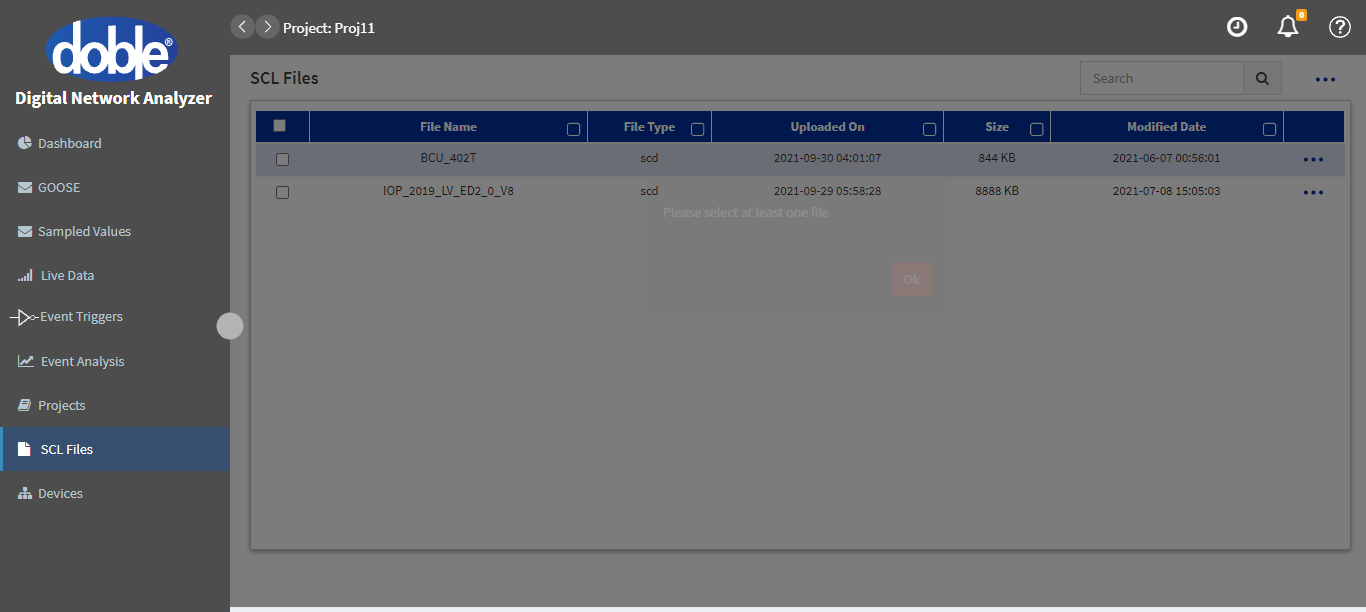 doble®
Digital Network Analyzer
Project: Proj11
0
Dashboard
GOOSE
Sampled Values
Live Data
Event Triggers
Event Analysis
Projects
SCL Files
Devices
SCL Files
Search
File Name File Type Uploaded On Size Modified Date
BCU_402T scd 2021-09-30 04:01:07 844 KB 2021-06-07 00:56:01
IOP_2019_LV_ED2_0_V8 scd 2021-09-29 05:58:28 8888 KB 2021-07-08 15:05:03
Please select at least one file
Ok